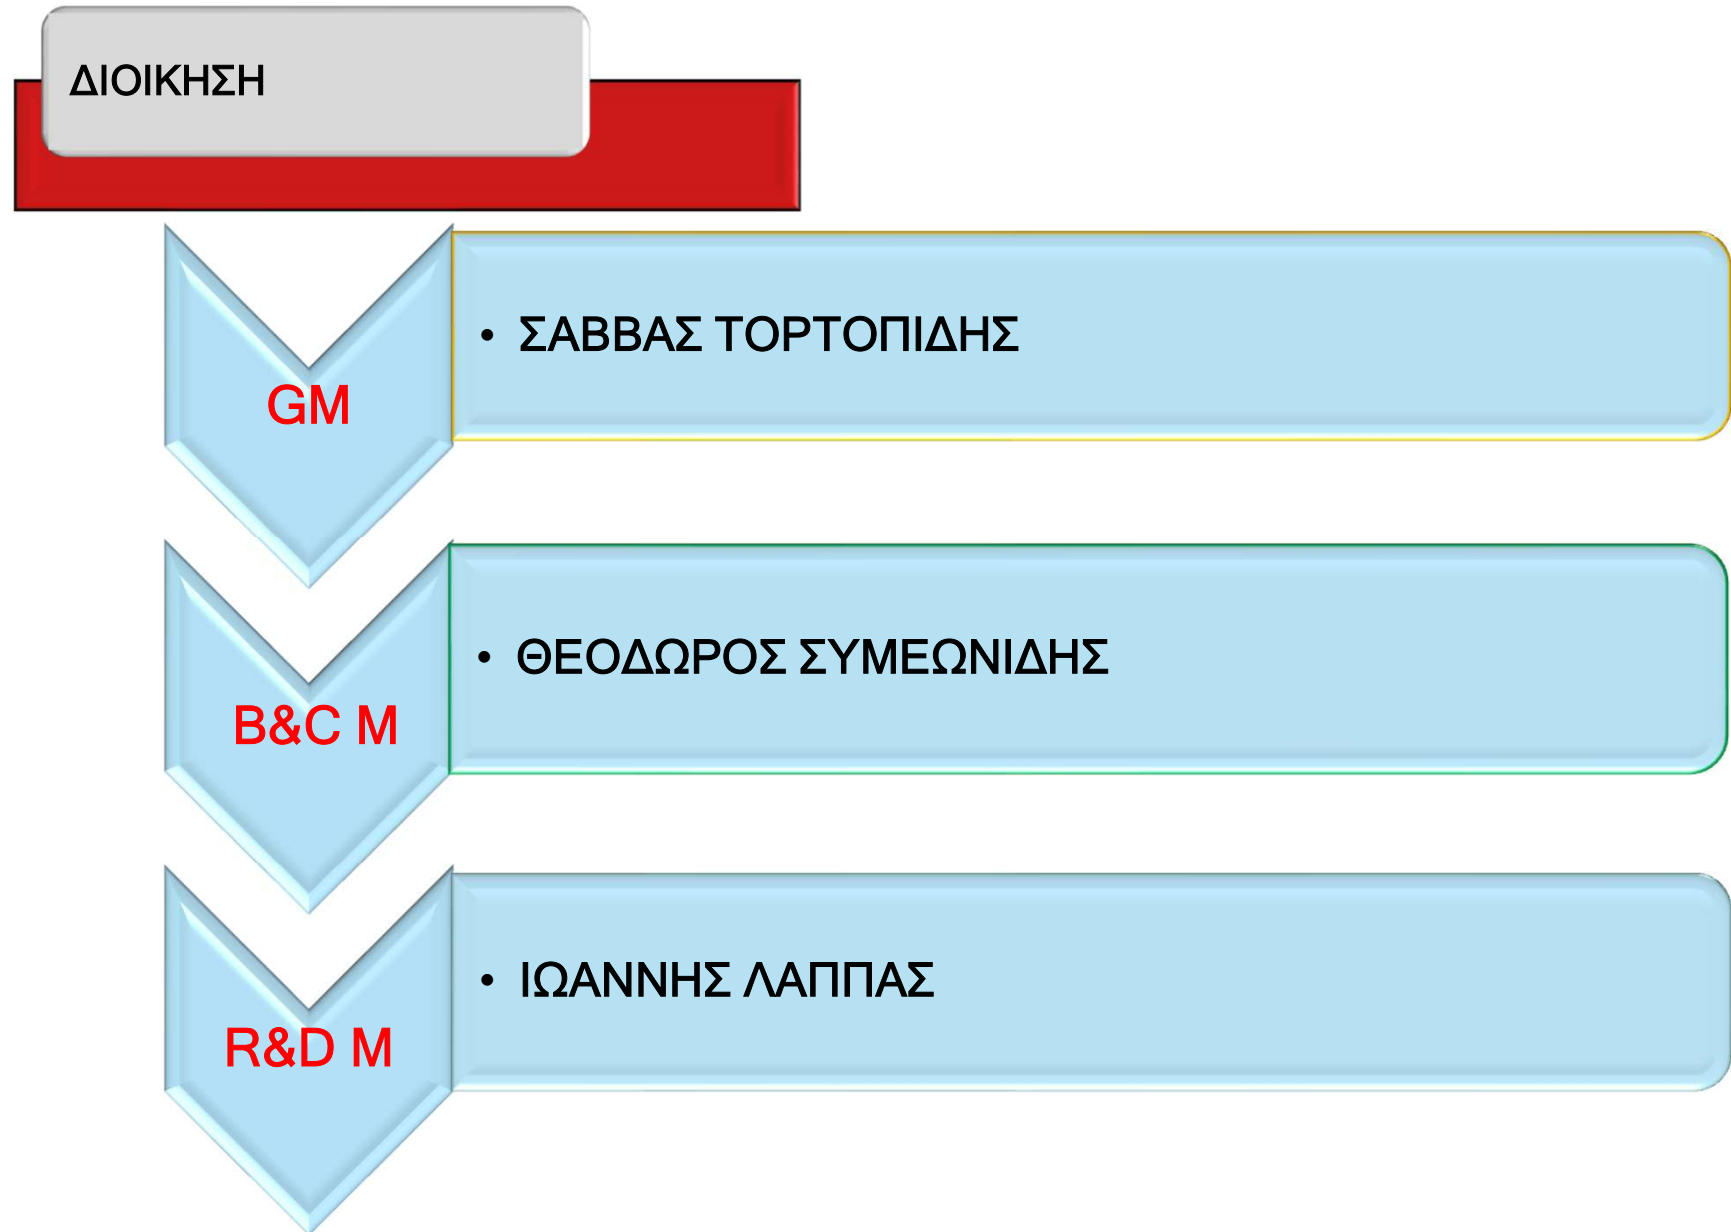 ΔΙΟΙΚΗΣΗ
GM
• ΣΑΒΒΑΣ ΤΟΡΤΟΠΙΔΗΣ
B&C M
• ΘΕΟΔΩΡΟΣ ΣΥΜΕΩΝΙΔΗΣ
R&D M
• ΙΩΑΝΝΗΣ ΛΑΠΠΑΣ